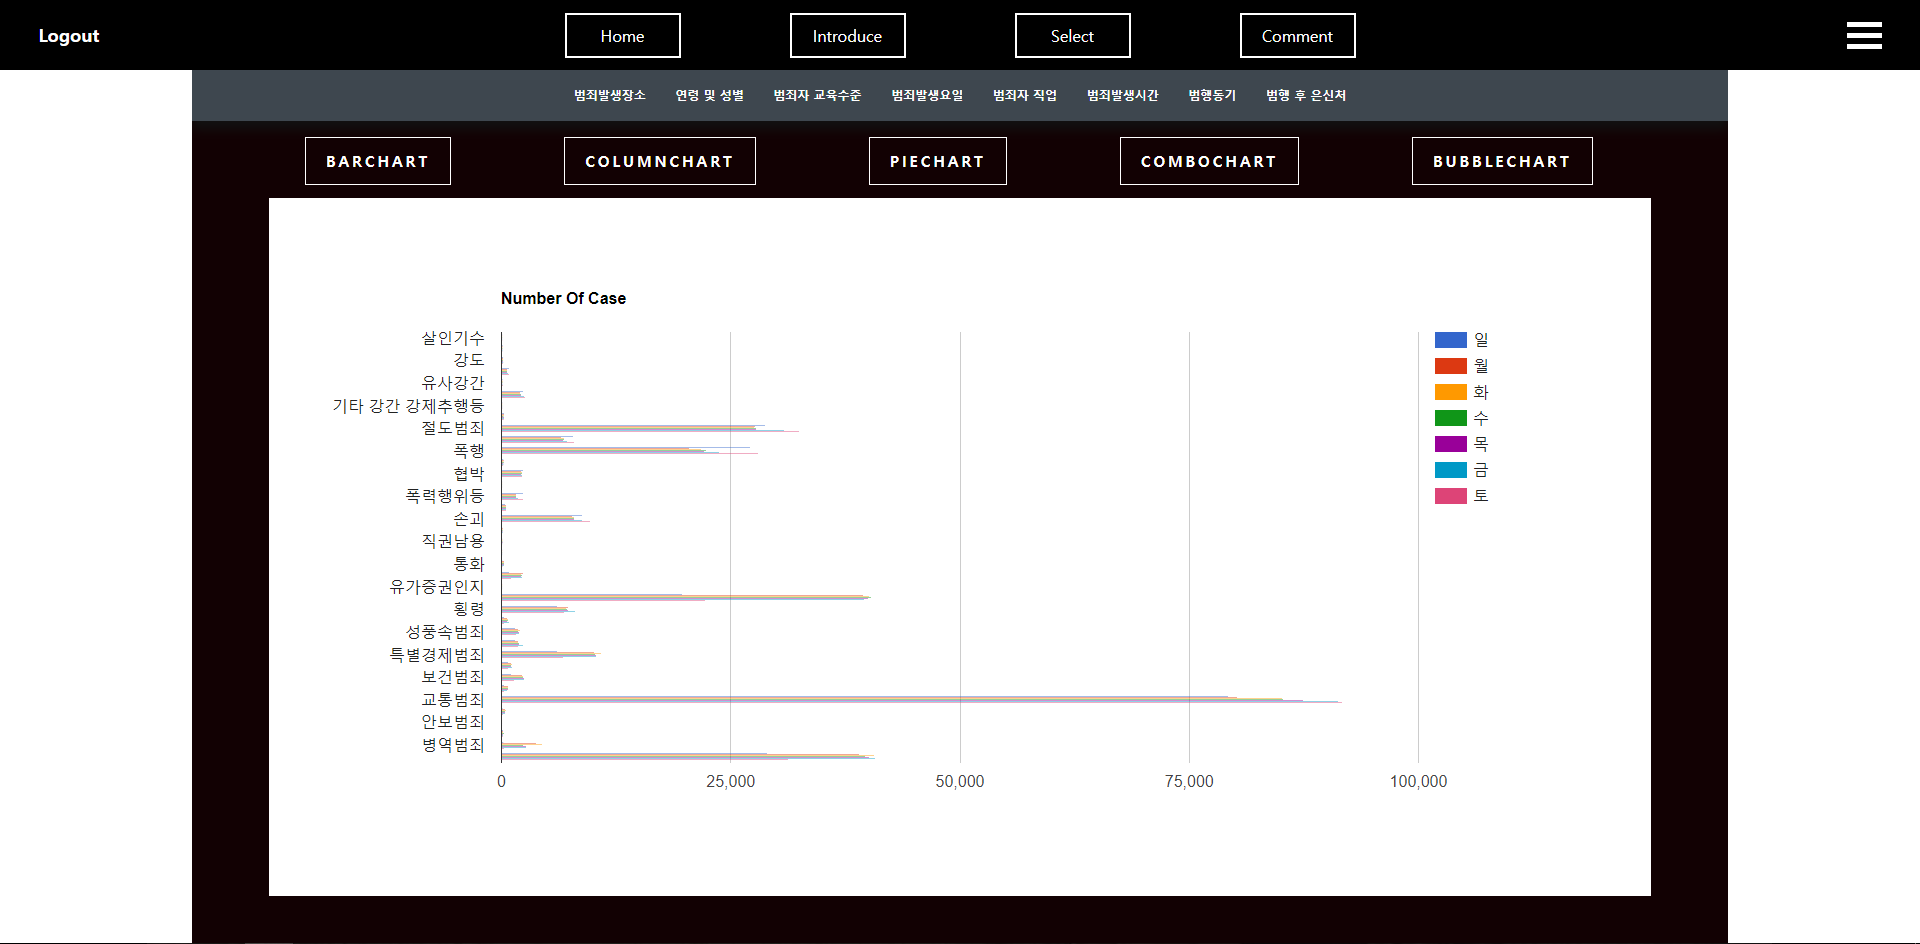 Logout
Home
Introduce
Select
Comment
범죄발생장소
연령 및 성별
범죄자 교육수준
범죄발생요일
범죄자 직업
범죄발생시간
범행동기
범행 후 은신처
BARCHART
COLUMNCHART
PIECHART
COMBOCHART
BUBBLECHART
Number Of Case
살인기수
강도
유사강간
기타 강간 강제추행등
절도범죄
폭행
협박
폭력행위등
손괴
직권남용
통화
유가증권인지
횡령
성풍속범죄
특별경제범죄
보건범죄
교통범죄
안보범죄
병역범죄
0
25,000
50,000
75,000
100,000
일
월
화
수
목
금
토